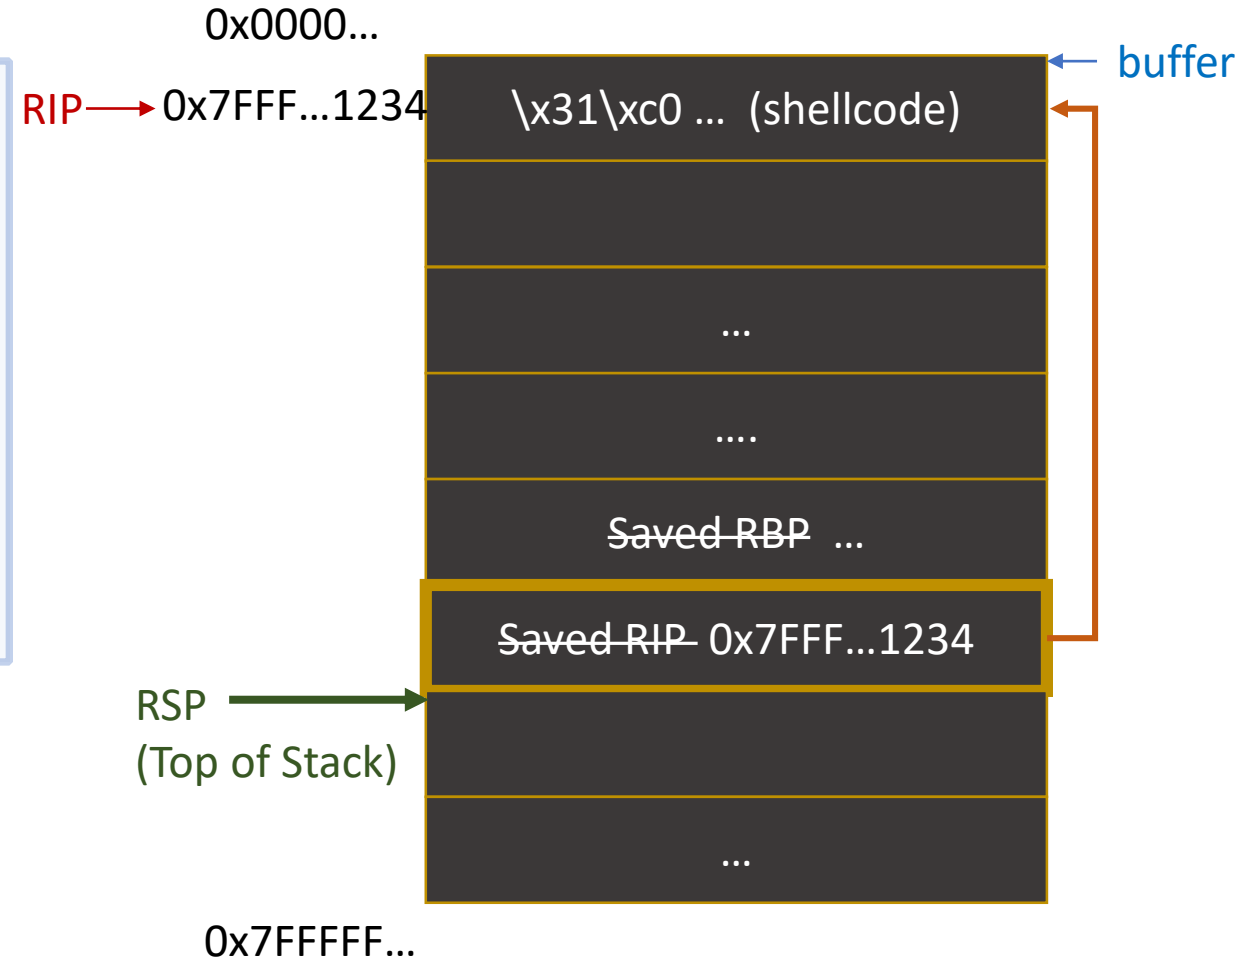 0x0000…
buffer
RIP 0x7FFF…1234 \x31\xc0 … (shellcode)
…
….
Saved RBP …
Saved RIP 0x7FFF…1234
RSP
(Top of Stack)
…
0x7FFFFF…